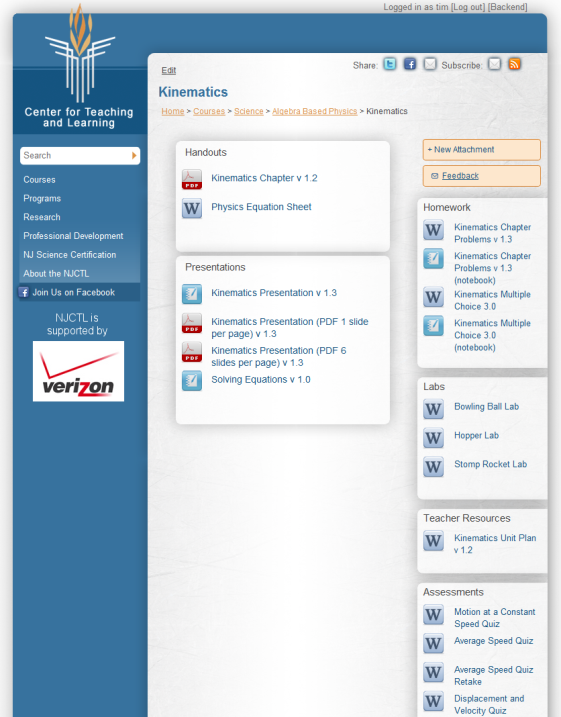 Logged in as tim [Log out] [Backend]
Share: Subscribe:
Edit
Kinematics
Home > Courses > Science > Algebra Based Physics > Kinematics
Center for Teaching
and Learning
Search
Courses
Programs
Research
Professional Development
NJ Science Certification
About the NJCTL
Join Us on Facebook
NJCTL is
supported by
verizon
Handouts
PDF
Kinematics Chapter v 1.2
W
Physics Equation Sheet
Presentations
Kinematics Presentation v 1.3
PDF
Kinematics Presentation (PDF 1 slide
per page) v 1.3
PDF
Kinematics Presentation (PDF 6
slides per page) v 1.3
Solving Equations v 1.0
+ New Attachment
Feedback
Homework
W
Kinematics Chapter
Problems v 1.3
Kinematics Chapter
Problems v 1.3
(notebook)
W
Kinematics Multiple
Choice 3.0
Kinematics Multiple
Choice 3.0
(notebook)
Labs
W
Bowling Ball Lab
W
Hopper Lab
W
Stomp Rocket Lab
Teacher Resources
W
Kinematics Unit Plan
v 1.2
Assessments
W
Motion at a Constant
Speed Quiz
W
Average Speed Quiz
W
Average Speed Quiz
Retake
W
Displacement and
Velocity Quiz